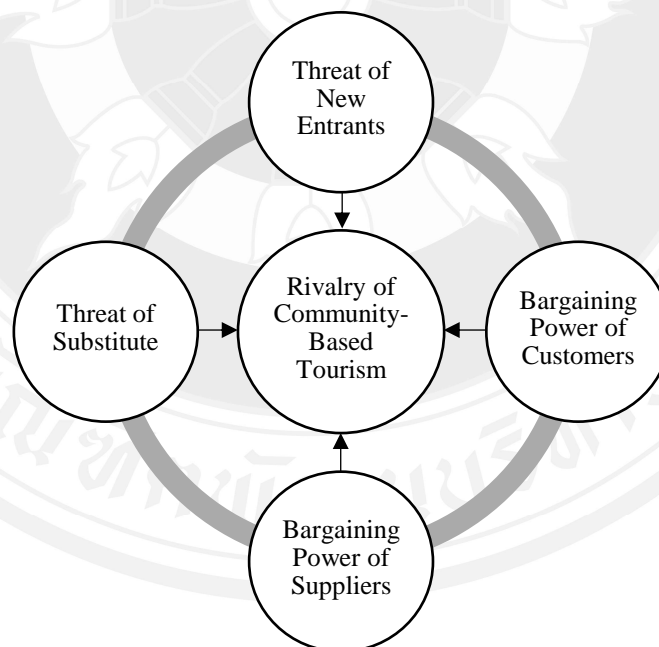 Threat of
New
Entrants
Threat of
Substitute
Rivalry of
Community-
Based
Tourism
Bargaining
Power of
Customers
Bargaining
Power of
Suppliers